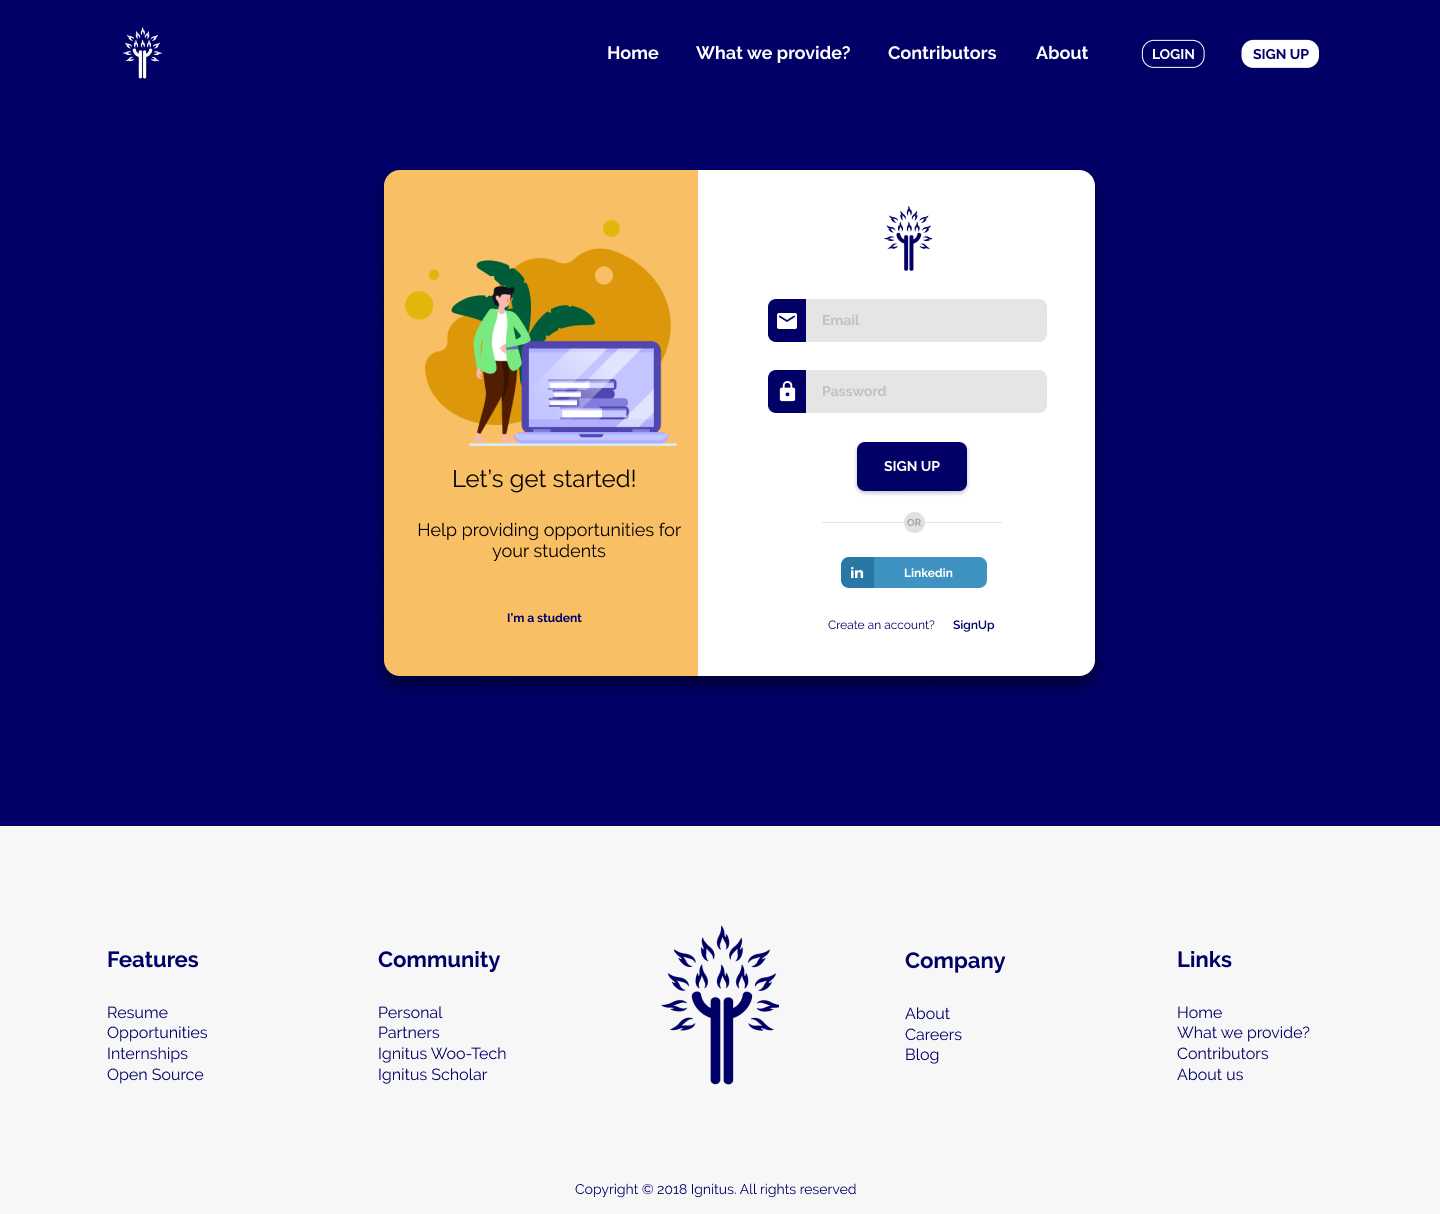 Home
What we provide?
Contributors
About
LOGIN
SIGN UP
Let's get started!
Help providing opportunities for
your students
I'm a student
Email
Password
SIGN UP
OR
in
Linkedin
Create an account?
SignUp
Features
Resume
Opportunities
Internships
Open Source
Community
Personal
Partners
Ignitus Woo-Tech
Ignitus Scholar
Company
About
Careers
Blog
Links
Home
What we provide?
Contributors
About us
Copyright © 2018 Ignitus. All rights reserved